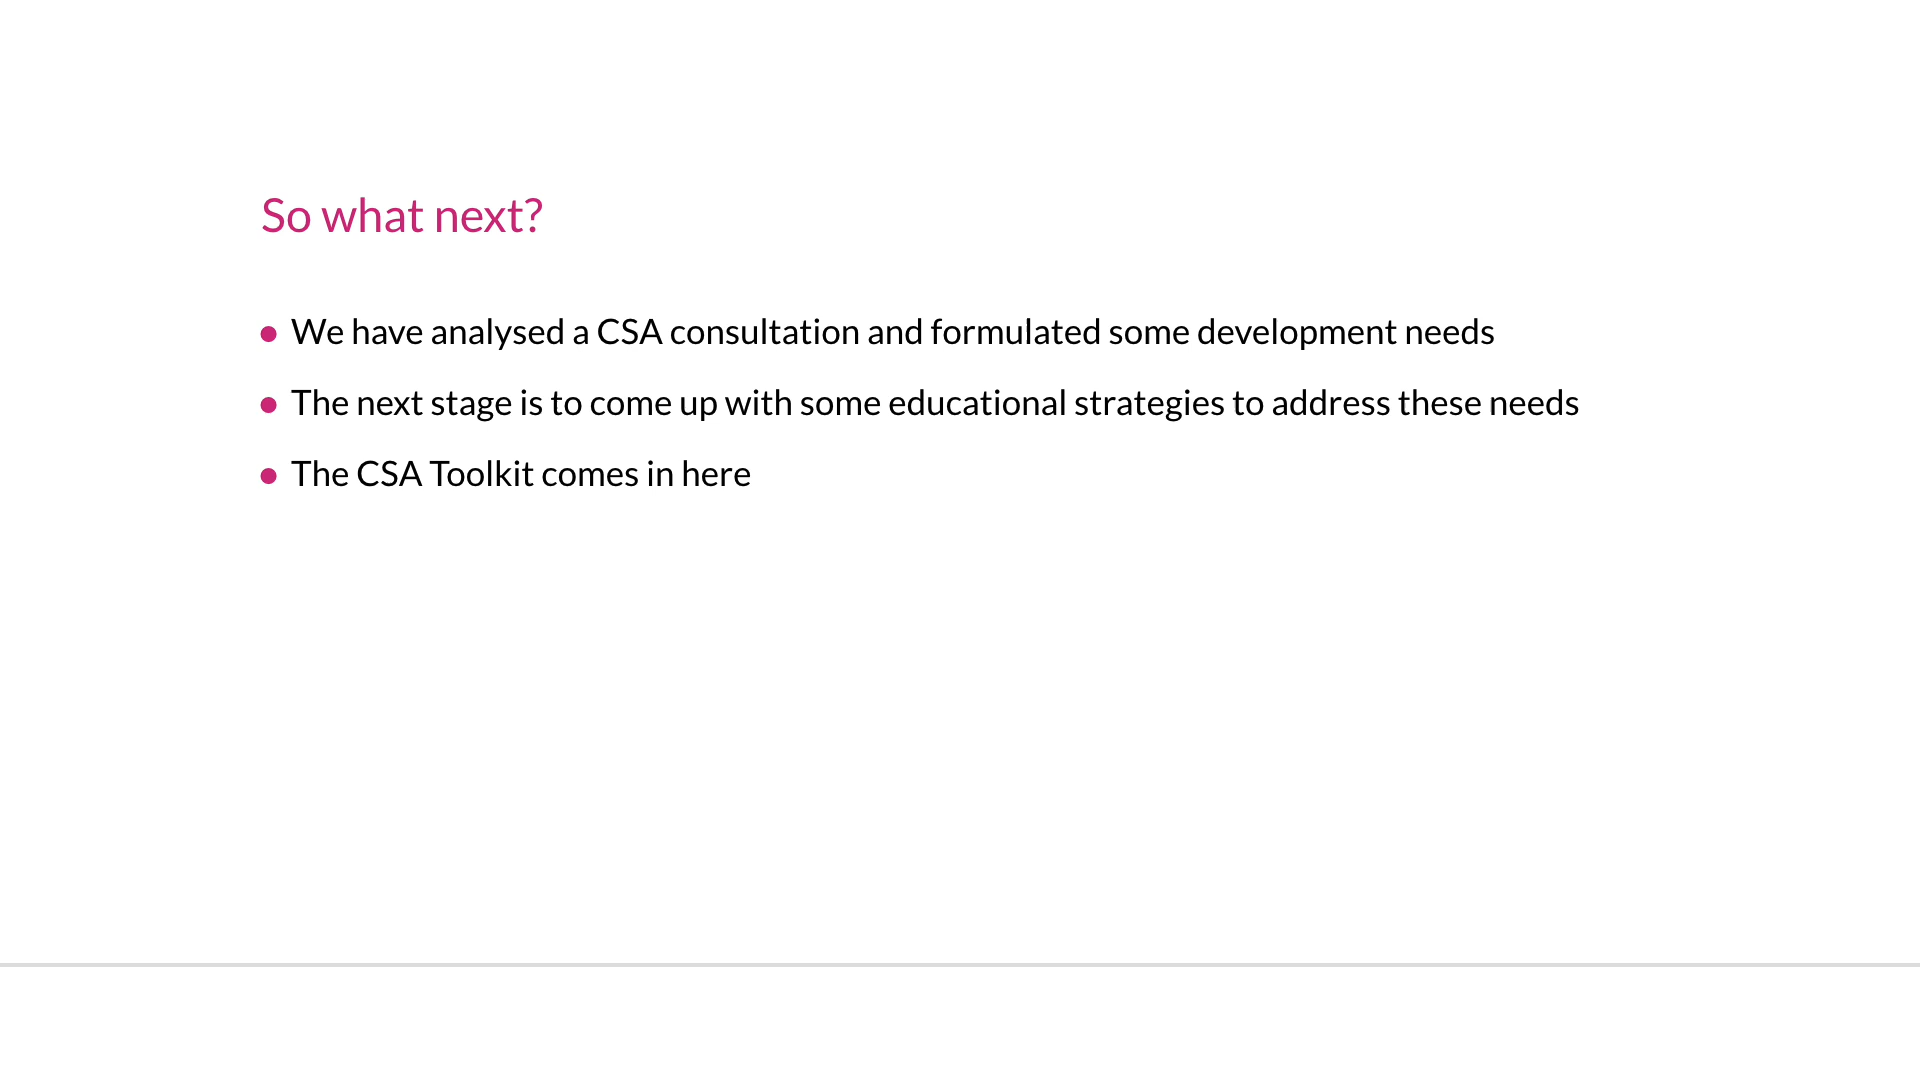 So what next?
We have analysed a CSA consultation and formulated some development needs
The next stage is to come up with some educational strategies to address these needs
The CSA Toolkit comes in here